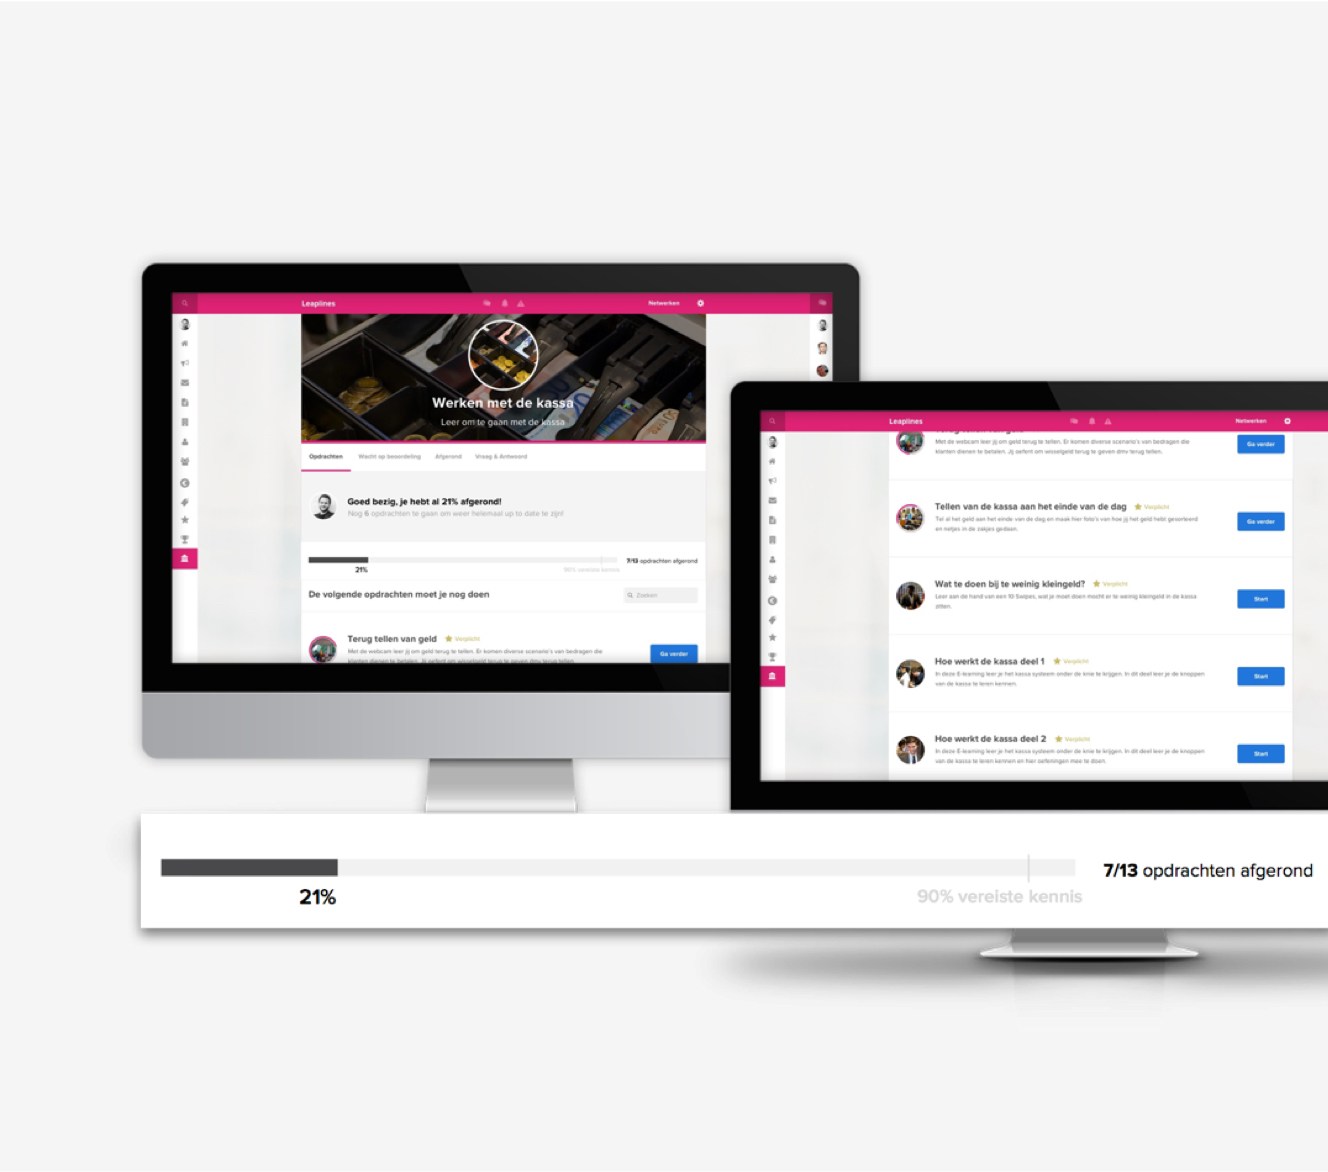 Leaplines
Netwerken
Werken met de kassa
Leer om te gaan met de kassa
Opdrachten Wacht op beoordeling Afgerond Vraag & Antwoord
Goed bezig, je hebt al 21% afgerond!
Nog 6 opdrachten te gaan om weer helemaal up to date te zijn!
7/13 opdrachten afgerond
21%
90% vereiste kennis
De volgende opdrachten moet je nog doen
Zoeken
Terug tellen van geld Verplicht
Met de webcam leer jij om geld terug te tellen. Er komen diverse scenario's van bedragen die
klanten dienen te betalen. Jij oefent om wisselgeld terug te geven dmv terug tellen.
Ga verder
Leaplines
Netwerken
Met de webcam leer jij om geld terug te tellen. Er komen diverse scenario's van bedragen die
klanten dienen te betalen. Jij oefent om wisselgeld terug te geven dmv terug tellen.
Ga verder
Tellen van de kassa aan het einde van de dag Verplicht
Tel al het geld aan het einde van de dag en maak hier foto's van hoe jij het geld hebt gesorteerd
en netjes in de zakjes gedaan.
Ga verder
Wat te doen bij te weinig kleingeld? Verplicht
Leer aan de hand van een 10 Swipes, wat je moet doen mocht er te weinig kleingeld in de kassa
zitten.
Start
Hoe werkt de kassa deel 1 Verplicht
In deze E-learning leer je het kassa systeem onder de knie te krijgen. In dit deel leer je de knoppen
van de kassa te leren kennen.
Start
Hoe werkt de kassa deel 2 Verplicht
In deze E-learning leer je het kassa systeem onder de knie te krijgen. In dit deel leer je de knoppen
van de kassa te leren kennen en hier oefeningen mee te doen.
Start
21%
90% vereiste kennis
7/13 opdrachten afgerond